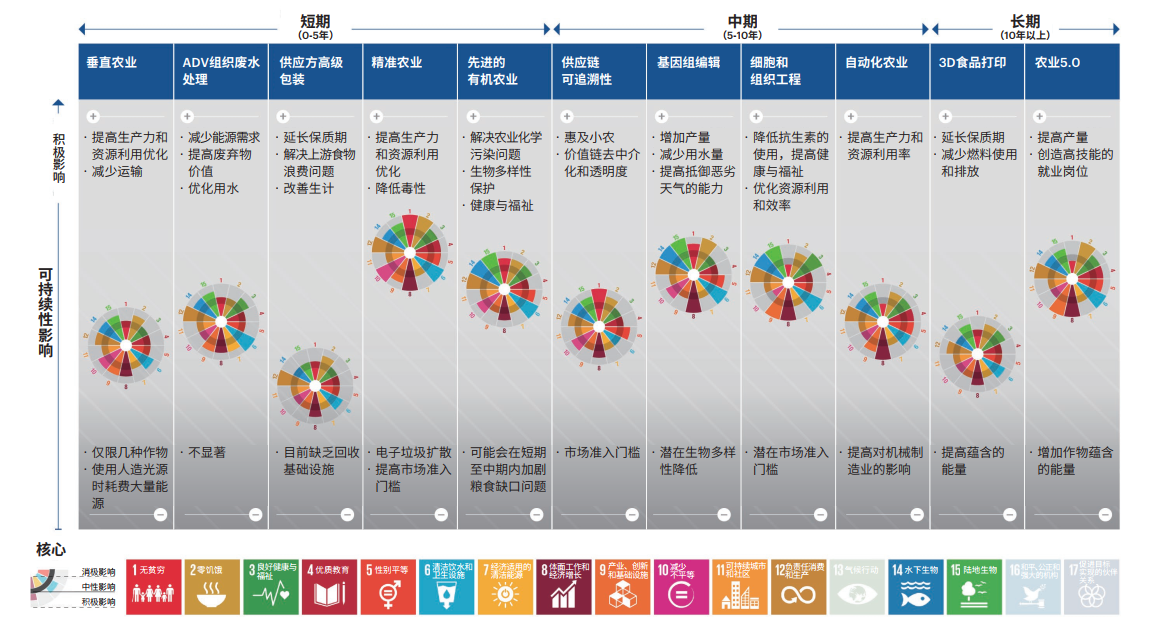 短期
(0-5年)
中期
(5-10年)
长期
(10年以上)
垂直农业
ADV组织废水
处理
供应方高级
包装
精准农业
先进的
有机农业
供应链
可追溯性
基因组编辑
细胞和
组织工程
自动化农业
3D食品打印
农业5.0
积极影响
可持续性影响
· 提高生产力和
资源利用优化
· 减少运输
· 减少能源需求
· 提高废弃物
价值
· 优化用水
· 延长保质期
· 解决上游食物
浪费问题
· 改善生计
· 提高生产力
和资源利用
优化
· 降低毒性
· 解决农业化学
污染问题
· 生物多样性
保护
· 健康与福祉
· 惠及小农
· 价值链去中介
化和透明度
· 增加产量
· 减少用水量
· 提高抵御恶劣
天气的能力
· 降低抗生素的
使用，提高健
康与福祉
· 优化资源利用
和效率
· 提高生产力和
资源利用率
· 延长保质期
· 减少燃料使用
和排放
· 提高产量
· 创造高技能的
就业岗位
· 仅限几种作物
· 使用人造光源
时耗费大量能
源
· 不显著
· 目前缺乏回收
基础设施
· 电子垃圾扩散
· 提高市场准入
门槛
· 可能会在短期
至中期内加剧
粮食缺口问题
· 市场准入门槛
· 潜在生物多样
性降低
· 潜在市场准入
门槛
· 提高对机械制
造业的影响
· 提高蕴含的
能量
· 增加作物蕴含
的能量
核心
消极影响
中性影响
积极影响
1 无贫穷
2 零饥饿
3 良好健康与
福祉
4 优质教育
5 性别平等
6 清洁饮水和
卫生设施
7 经济适用的
清洁能源
8 体面工作和
经济增长
9 产业、创新
和基础设施
10 减少
不平等
11 可持续城市
和社区
12 负责任消费
和生产
13 气候行动
14 水下生物
15 陆地生物
16 和平、公正和
强大的机构
17 促进目标
实现的伙伴
关系